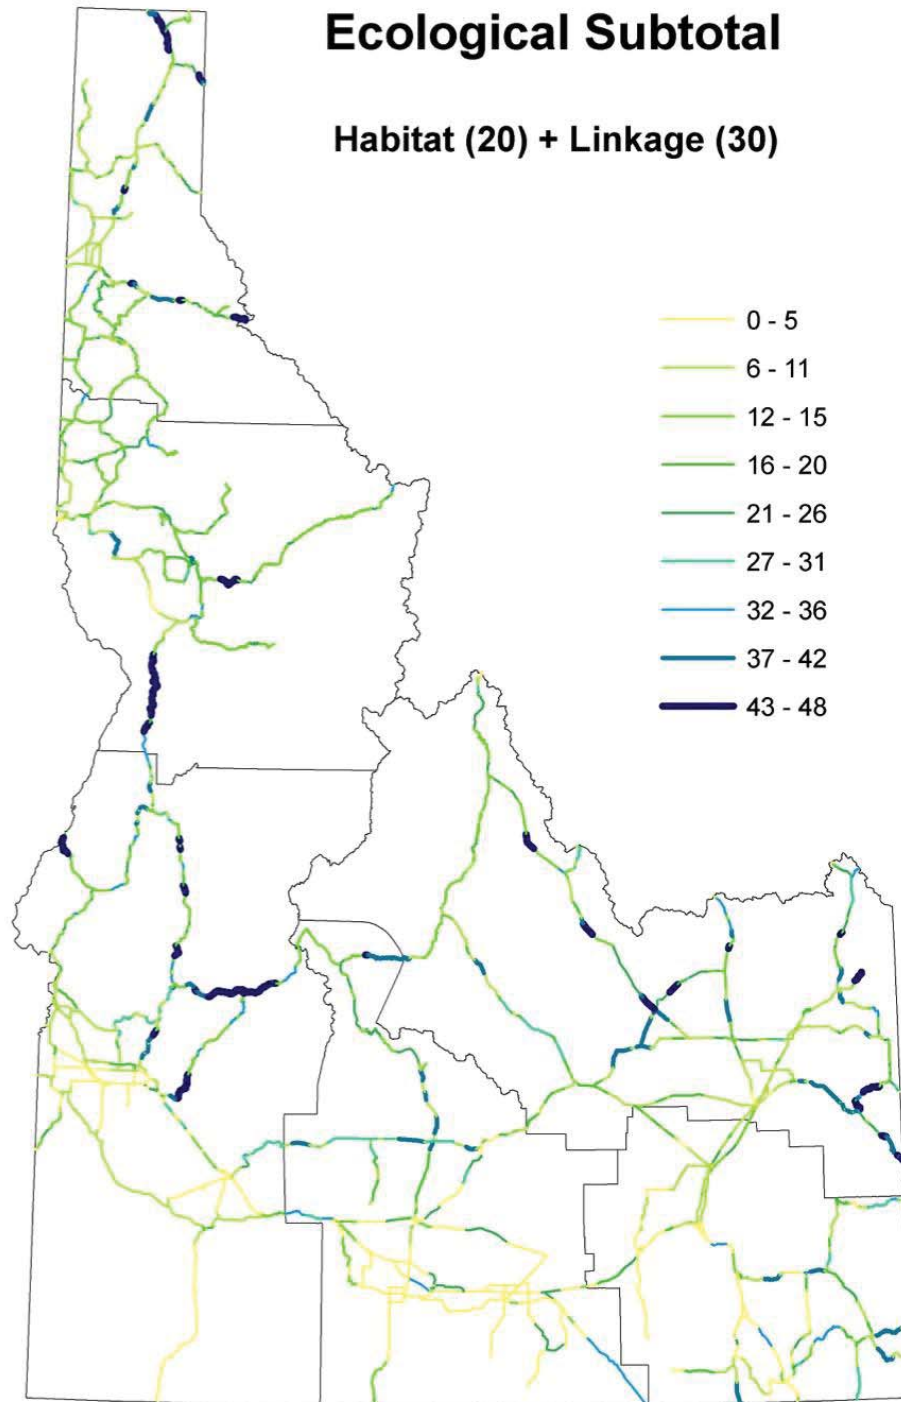 Ecological Subtotal
Habitat (20) + Linkage (30)
0 - 5
6 - 11
12 - 15
16 - 20
21 - 26
27 - 31
32 - 36
37 - 42
43 - 48